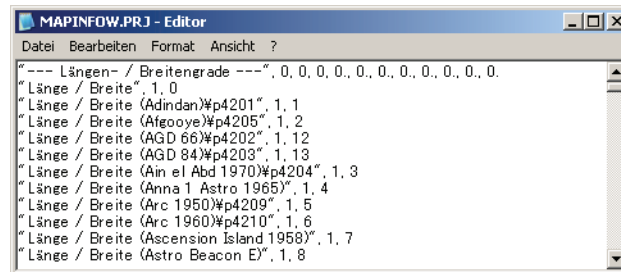 MAPINFOW.PRJ - Editor
Datei Bearbeiten Format Ansicht ?
"--- Längen- / Breitengrade ---", 0, 0, 0, 0, 0., 0., 0., 0., 0., 0., 0., 0.
"Länge / Breite", 1, 0
"Länge / Breite (Adindan)¥p4201", 1, 1
"Länge / Breite (Afgooye)¥p4205", 1, 2
"Länge / Breite (AGD 66)¥p4202", 1, 12
"Länge / Breite (AGD 84)¥p4203", 1, 13
"Länge / Breite (Ain el Abd 1970)¥p4204", 1, 3
"Länge / Breite (Anna 1 Astro 1965)", 1, 4
"Länge / Breite (Arc 1950)¥p4209", 1, 5
"Länge / Breite (Arc 1960)¥p4210", 1, 6
"Länge / Breite (Ascension Island 1958)", 1, 7
"Länge / Breite (Astro Beacon E)", 1, 8